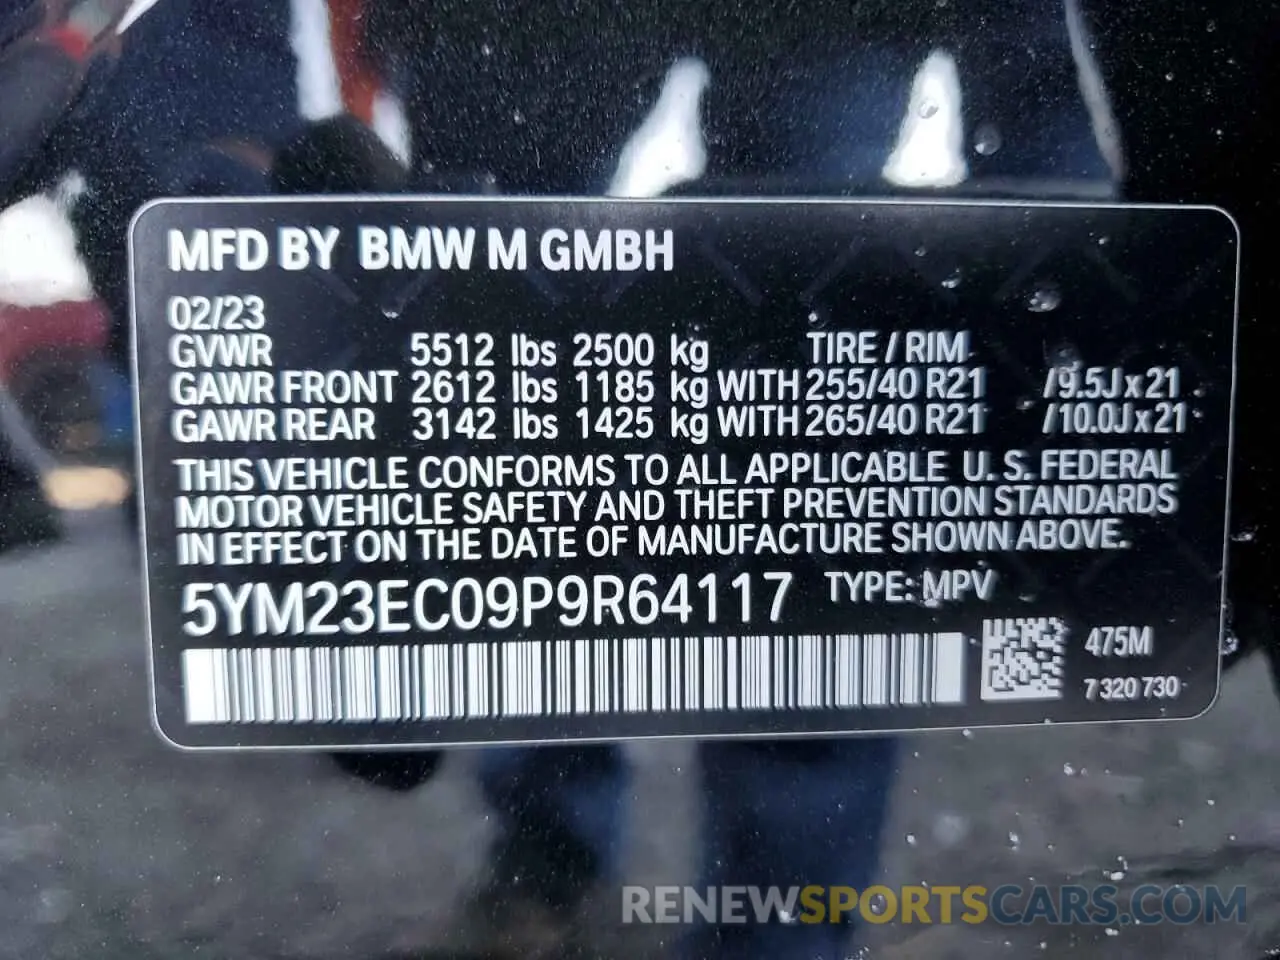 MFD BY BMW M GMBH
02/23
GVWR 5512 lbs 2500 kg TIRE / RIM
GAWR FRONT 2612 lbs 1185 kg WITH 255/40 R21 /9.5J x 21
GAWR REAR 3142 lbs 1425 kg WITH 265/40 R21 /10.0J x 21
THIS VEHICLE CONFORMS TO ALL APPLICABLE U. S. FEDERAL
MOTOR VEHICLE SAFETY AND THEFT PREVENTION STANDARDS
IN EFFECT ON THE DATE OF MANUFACTURE SHOWN ABOVE.
5YM23EC09P9R64117 TYPE: MPV
475M
7 320 730
RENEWSPORTSCARS.COM